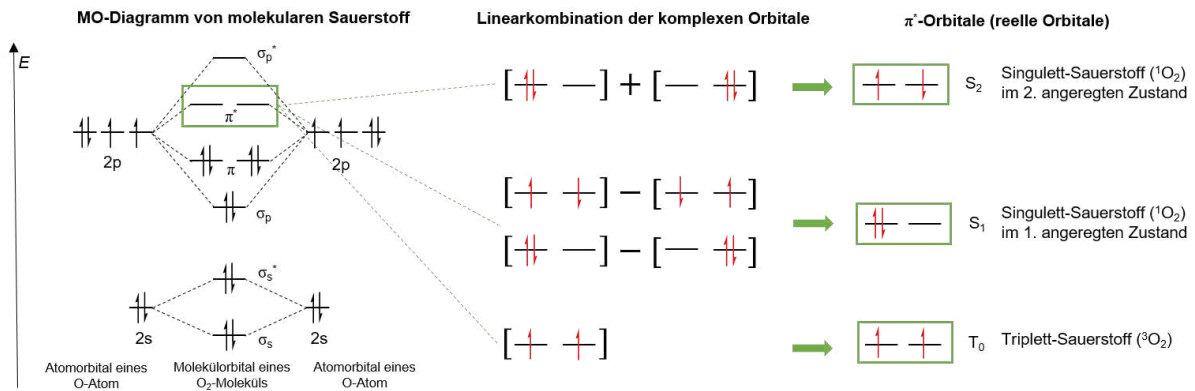 MO-Diagramm von molekularen Sauerstoff
E
σp*
π*
2p
2p
π
σp
σs*
2s
2s
σs
Atomorbital eines
O-Atom
Molekülorbital eines
O₂-Moleküls
Atomorbital eines
O-Atom
Linearkombination der komplexen Orbitale
[ ] + [ ]
[ ] − [ ]
[ ] − [ ]
[ ]
π*-Orbitale (reelle Orbitale)
S₂
Singulett-Sauerstoff (¹O₂)
im 2. angeregten Zustand
S₁
Singulett-Sauerstoff (¹O₂)
im 1. angeregten Zustand
T₀
Triplett-Sauerstoff (³O₂)